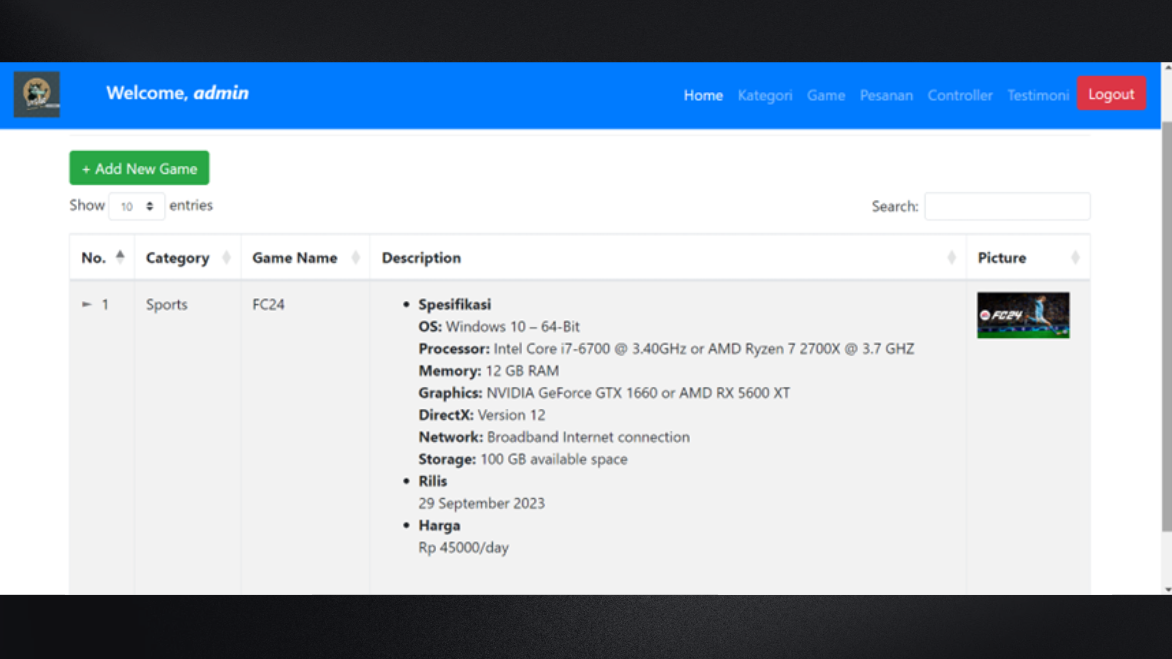 Welcome, admin
Home Kategori Game Pesanan Controller Testimoni Logout
+ Add New Game
Show 10 entries
Search:
No. Category Game Name Description Picture
1 Sports FC24
• Spesifikasi
OS: Windows 10 – 64-Bit
Processor: Intel Core i7-6700 @ 3.40GHz or AMD Ryzen 7 2700X @ 3.7 GHZ
Memory: 12 GB RAM
Graphics: NVIDIA GeForce GTX 1660 or AMD RX 5600 XT
DirectX: Version 12
Network: Broadband Internet connection
Storage: 100 GB available space
• Rilis
29 September 2023
• Harga
Rp 45000/day
FC24